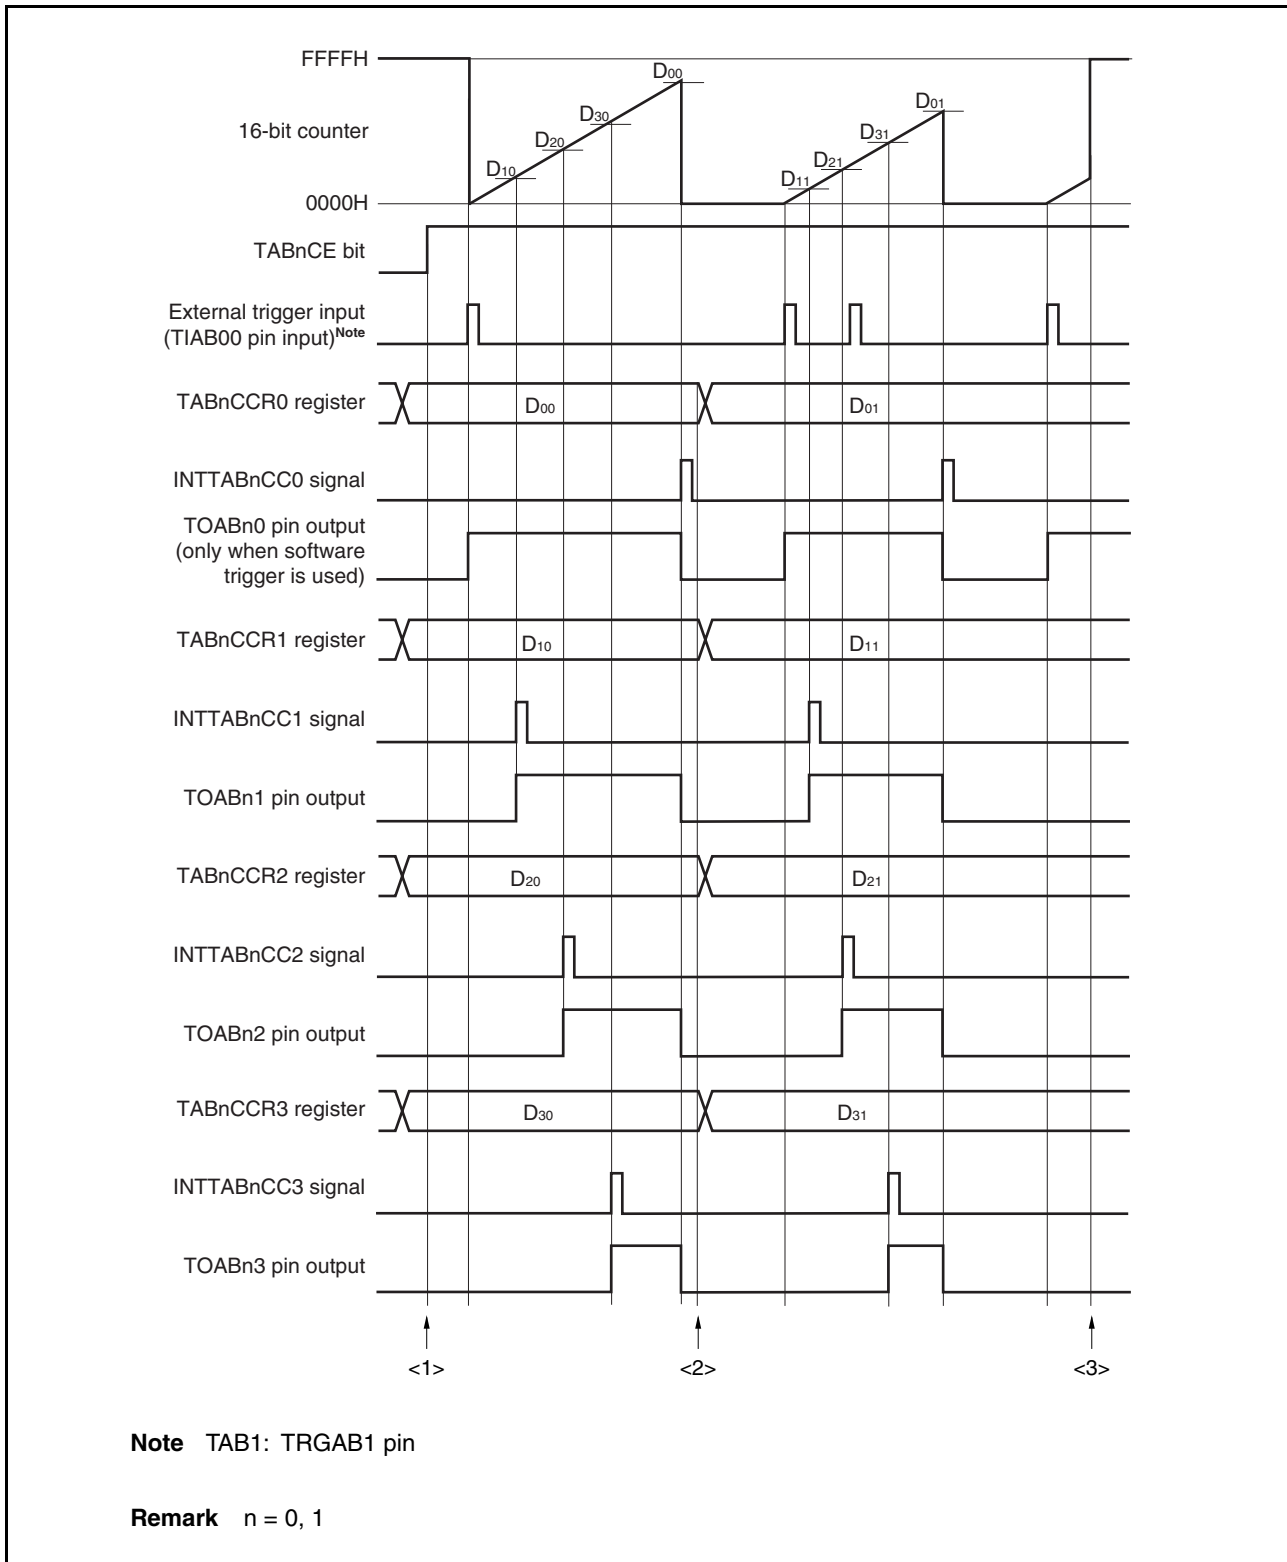 FFFFH
D00
D30
D01
16-bit counter
D20
D31
D10
D21
D11
0000H
TABnCE bit
External trigger input
(TIAB00 pin input)Note
TABnCCR0 register
D00
D01
INTTABnCC0 signal
TOABn0 pin output
(only when software
trigger is used)
TABnCCR1 register
D10
D11
INTTABnCC1 signal
TOABn1 pin output
TABnCCR2 register
D20
D21
INTTABnCC2 signal
TOABn2 pin output
TABnCCR3 register
D30
D31
INTTABnCC3 signal
TOABn3 pin output
<1>
<2>
<3>
Note TAB1: TRGAB1 pin
Remark n = 0, 1